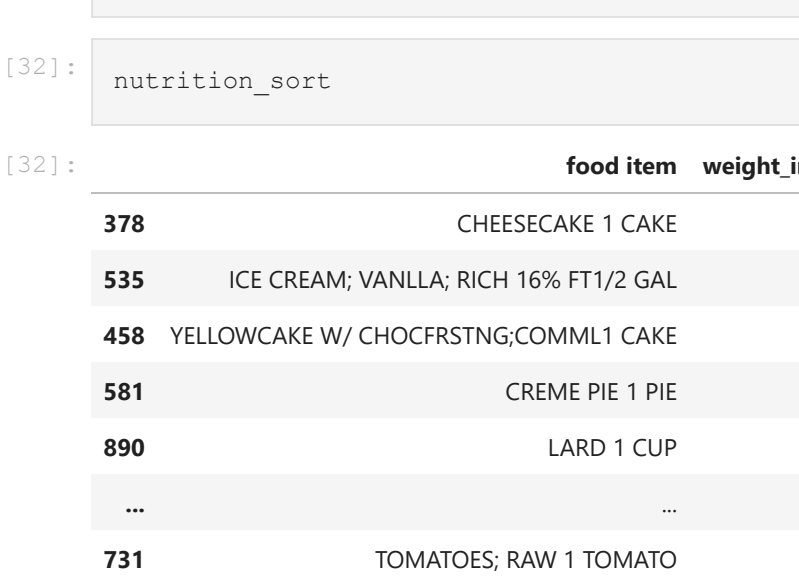 [32]: nutrition_sort
[32]: food item weight_i
378 CHEESECAKE 1 CAKE
535 ICE CREAM; VANLLA; RICH 16% FT1/2 GAL
458 YELLOWCAKE W/ CHOCFRSTNG;COMML1 CAKE
581 CREME PIE 1 PIE
890 LARD 1 CUP
... ...
731 TOMATOES; RAW 1 TOMATO